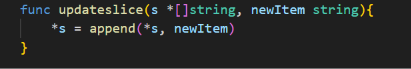 func updateslice(s *[]string, newItem string){
    *s = append(*s, newItem)
}